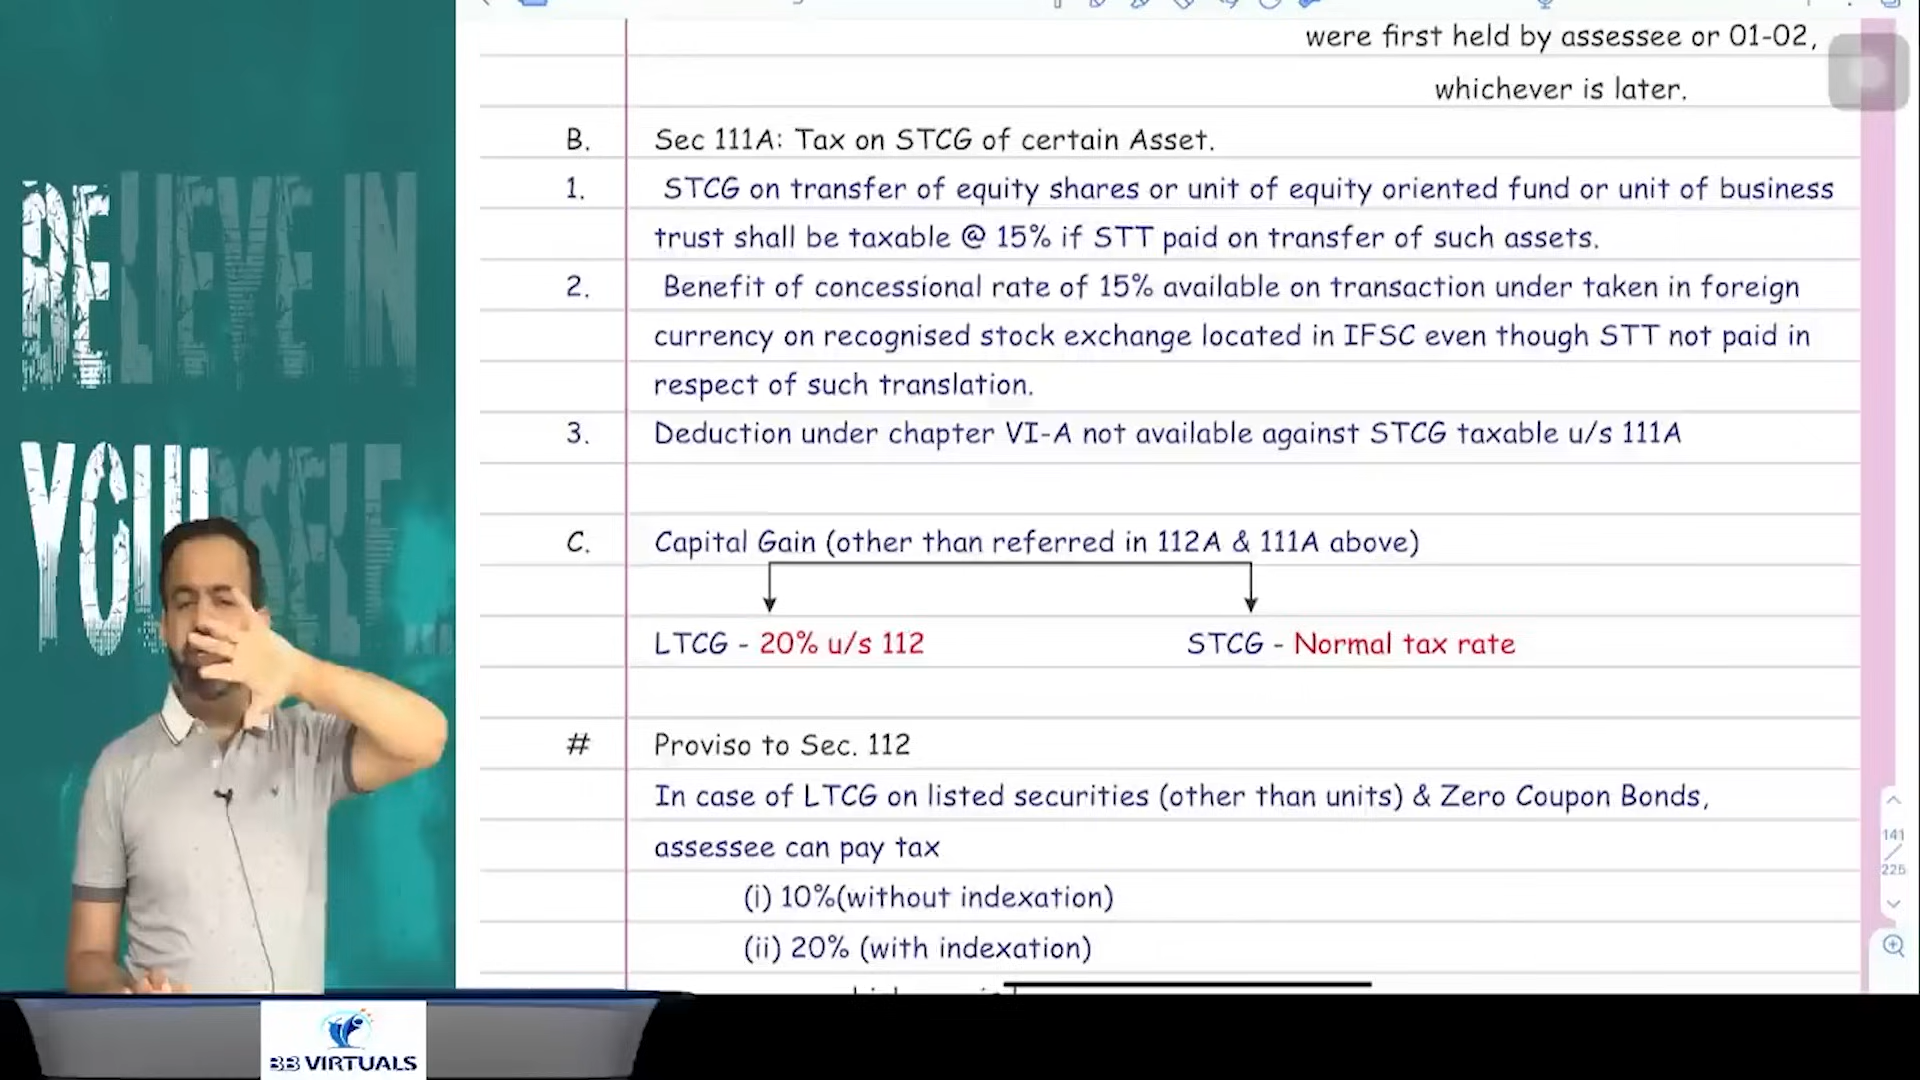 were first held by assessee or 01-02,
whichever is later.
B. Sec 111A: Tax on STCG of certain Asset.
1. STCG on transfer of equity shares or unit of equity oriented fund or unit of business
trust shall be taxable @ 15% if STT paid on transfer of such assets.
2. Benefit of concessional rate of 15% available on transaction under taken in foreign
currency on recognised stock exchange located in IFSC even though STT not paid in
respect of such translation.
3. Deduction under chapter VI-A not available against STCG taxable u/s 111A
C. Capital Gain (other than referred in 112A & 111A above)
LTCG - 20% u/s 112 STCG - Normal tax rate
# Proviso to Sec. 112
In case of LTCG on listed securities (other than units) & Zero Coupon Bonds,
assessee can pay tax
(i) 10%(without indexation)
(ii) 20% (with indexation)
141
/
225
BELIEVE IN
YOURSELF
BB VIRTUALS